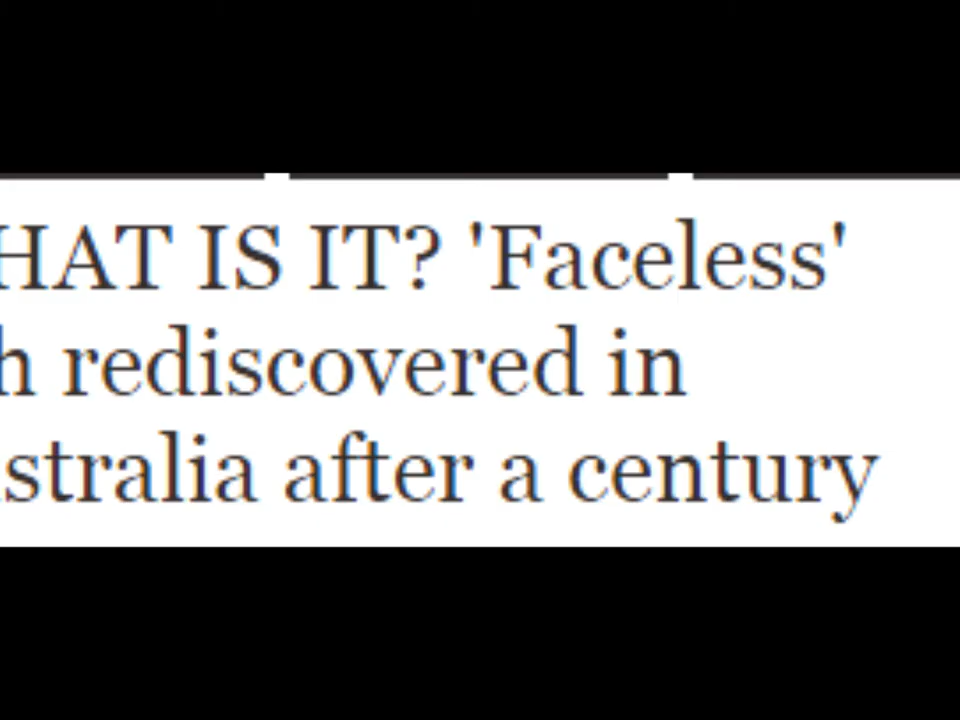 HAT IS IT? 'Faceless'
h rediscovered in
stralia after a century